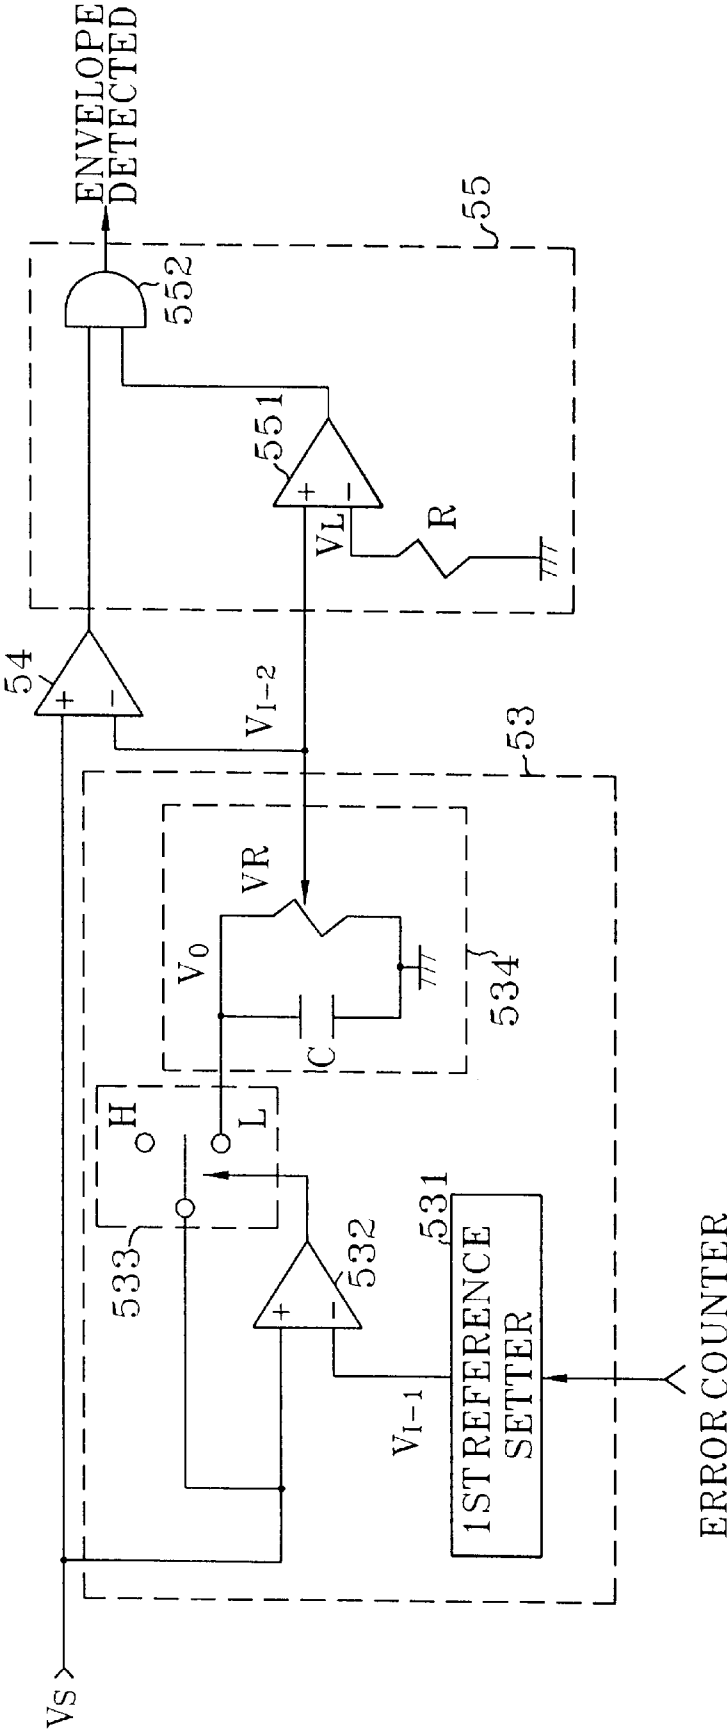 ENVELOPE
DETECTED
55
552
551
+
−
VL
R
54
+
−
VI−2
53
VR
V0
C
534
H
L
533
532
+
−
531
1ST REFERENCE
SETTER
VI−1
VS
ERROR COUNTER